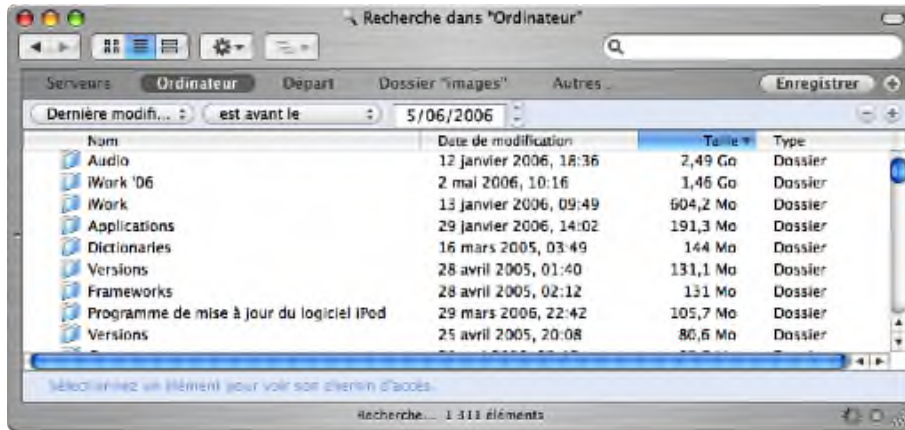 Recherche dans "Ordinateur"
Serveurs Ordinateur Départ Dossier "images" Autres... Enregistrer
Dernière modifi... est avant le 5/06/2006
Nom Date de modification Taille Type
Audio 12 janvier 2006, 18:36 2,49 Go Dossier
iWork '06 2 mai 2006, 10:16 1,46 Go Dossier
iWork 13 janvier 2006, 09:49 604,2 Mo Dossier
Applications 29 janvier 2006, 14:02 191,3 Mo Dossier
Dictionaries 16 mars 2005, 03:49 144 Mo Dossier
Versions 28 avril 2005, 01:40 131,1 Mo Dossier
Frameworks 28 avril 2005, 02:12 131 Mo Dossier
Programme de mise à jour du logiciel iPod 29 mars 2006, 22:42 105,7 Mo Dossier
Versions 25 avril 2005, 20:08 80,6 Mo Dossier
Sélectionnez un élément pour voir son chemin d'accès.
Recherche... 1 311 éléments